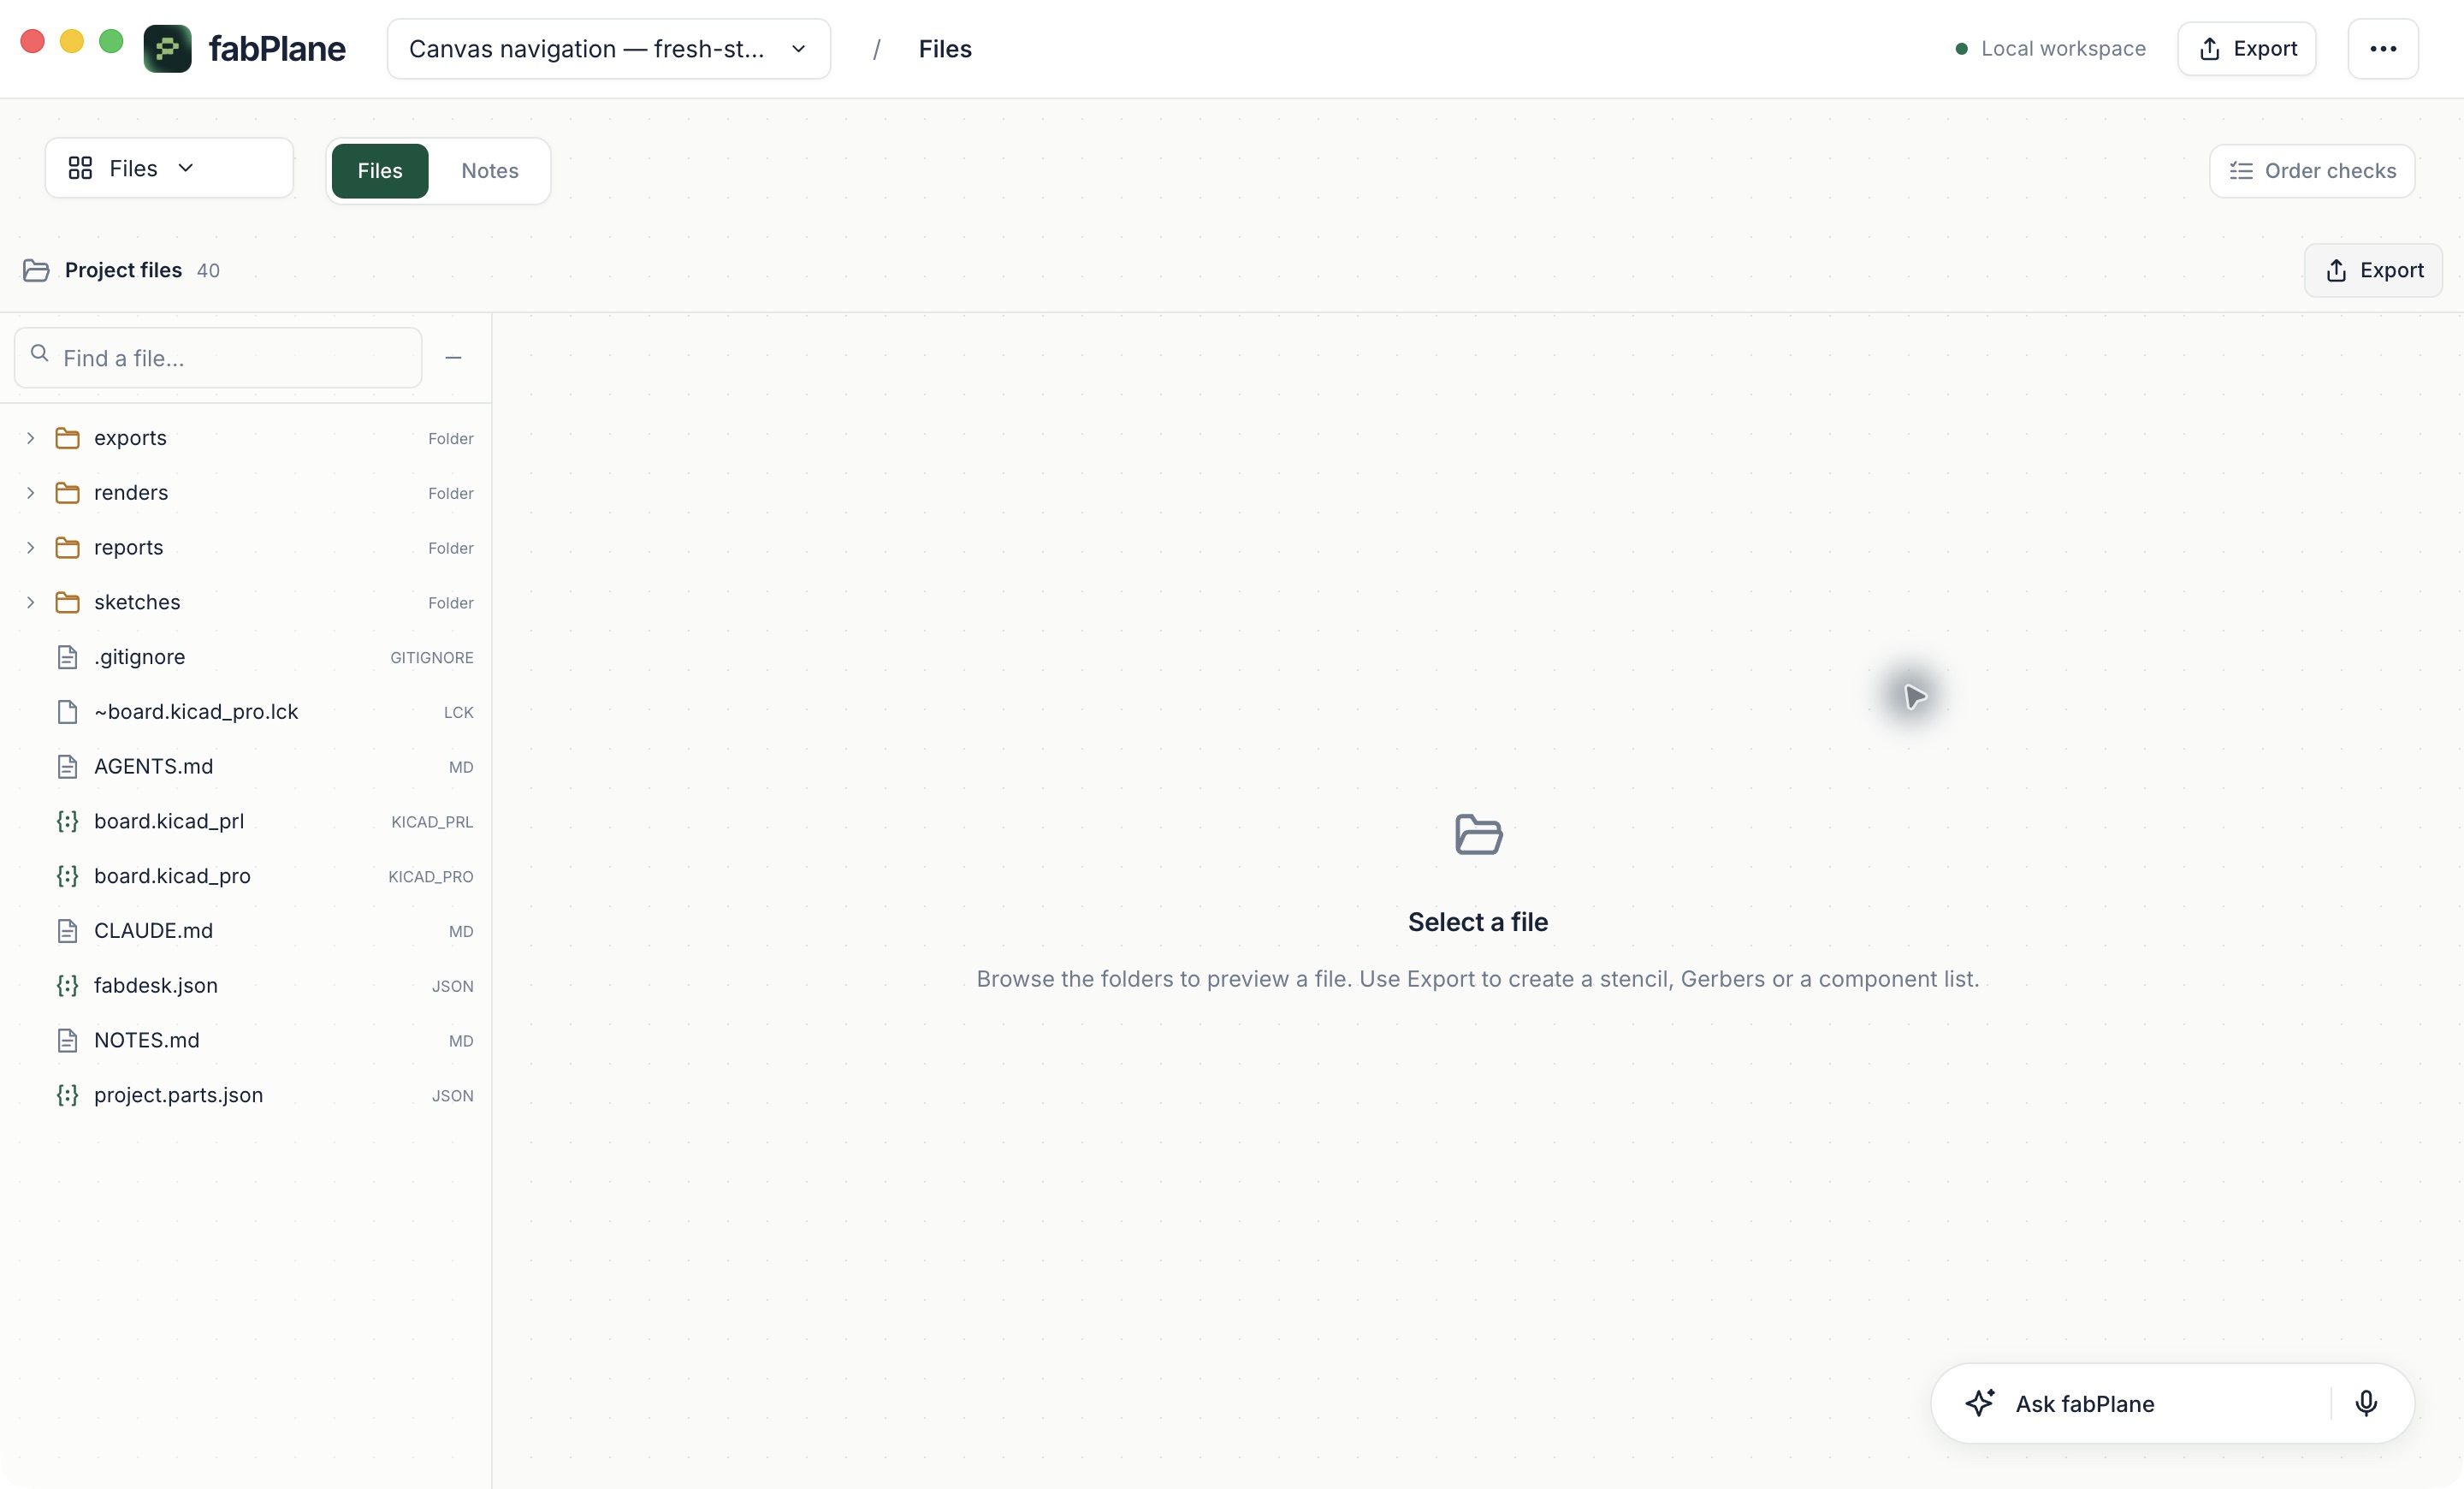 fabPlane
Canvas navigation — fresh-st...
/
Files
Local workspace
Export
Files
Files
Notes
Order checks
Project files 40
Export
Find a file...
exports Folder
renders Folder
reports Folder
sketches Folder
.gitignore GITIGNORE
~board.kicad_pro.lck LCK
AGENTS.md MD
board.kicad_prl KICAD_PRL
board.kicad_pro KICAD_PRO
CLAUDE.md MD
fabdesk.json JSON
NOTES.md MD
project.parts.json JSON
Select a file
Browse the folders to preview a file. Use Export to create a stencil, Gerbers or a component list.
Ask fabPlane